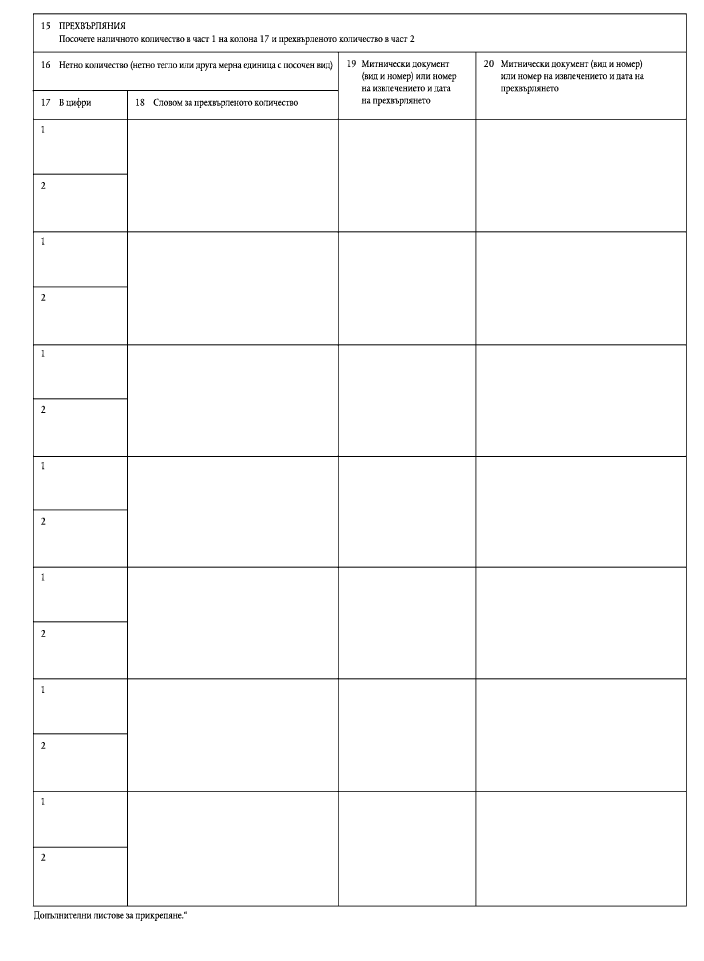 15 ПРЕХВЪРЛЯНИЯ
Посочете наличното количество в част 1 на колона 17 и прехвърленото количество в част 2
16 Нетно количество (нетно тегло или друга мерна единица с посочен вид)
19 Митнически документ
(вид и номер) или номер
на извлечението и дата
на прехвърлянето
20 Митнически документ (вид и номер)
или номер на извлечението и дата на
прехвърлянето
17 В цифри
18 Словом за прехвърленото количество
1
2
1
2
1
2
1
2
1
2
1
2
1
2
Допълнителни листове за прикрепяне.“